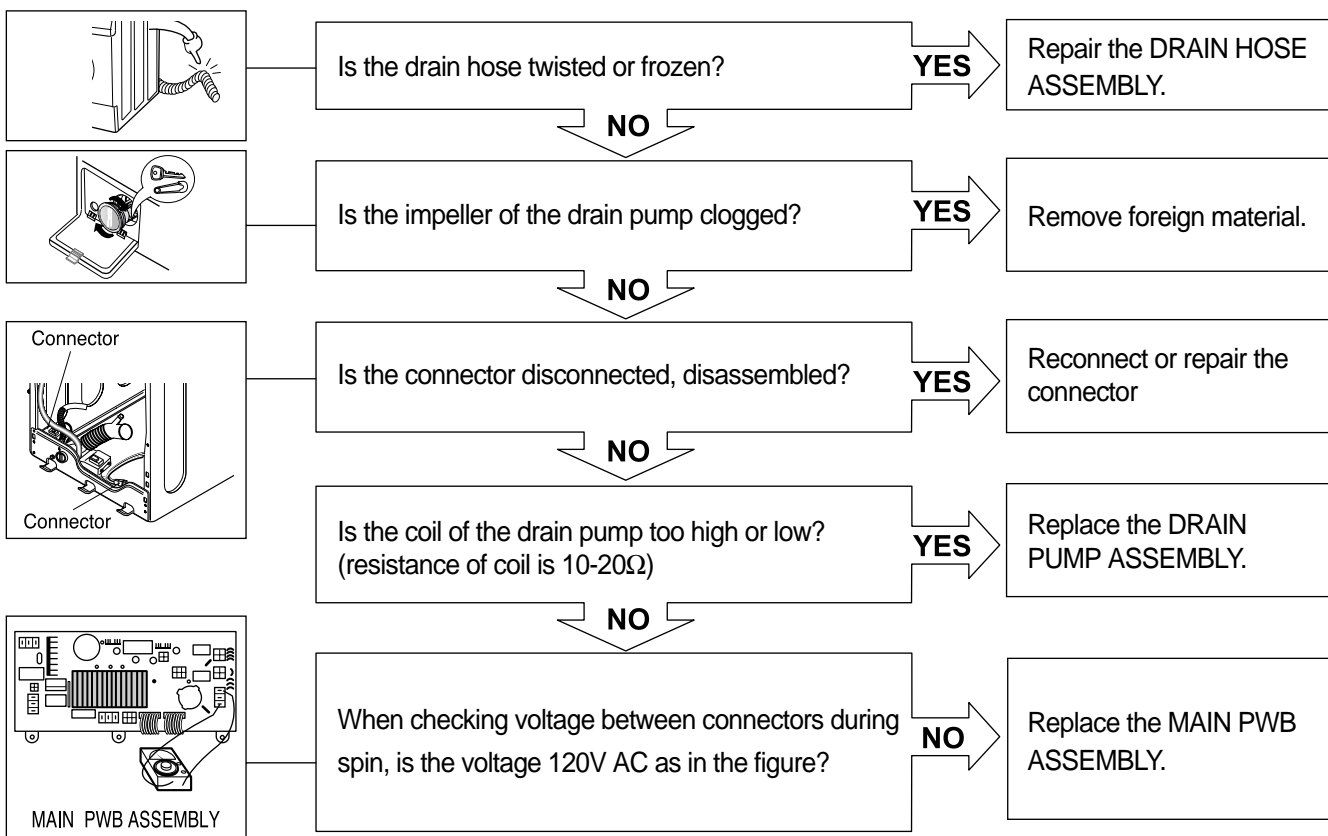 Is the drain hose twisted or frozen?
YES
Repair the DRAIN HOSE
ASSEMBLY.
NO
Is the impeller of the drain pump clogged?
YES
Remove foreign material.
NO
Connector
Connector
Is the connector disconnected, disassembled?
YES
Reconnect or repair the
connector
NO
Is the coil of the drain pump too high or low?
(resistance of coil is 10-20Ω)
YES
Replace the DRAIN
PUMP ASSEMBLY.
NO
MAIN PWB ASSEMBLY
When checking voltage between connectors during
spin, is the voltage 120V AC as in the figure?
NO
Replace the MAIN PWB
ASSEMBLY.